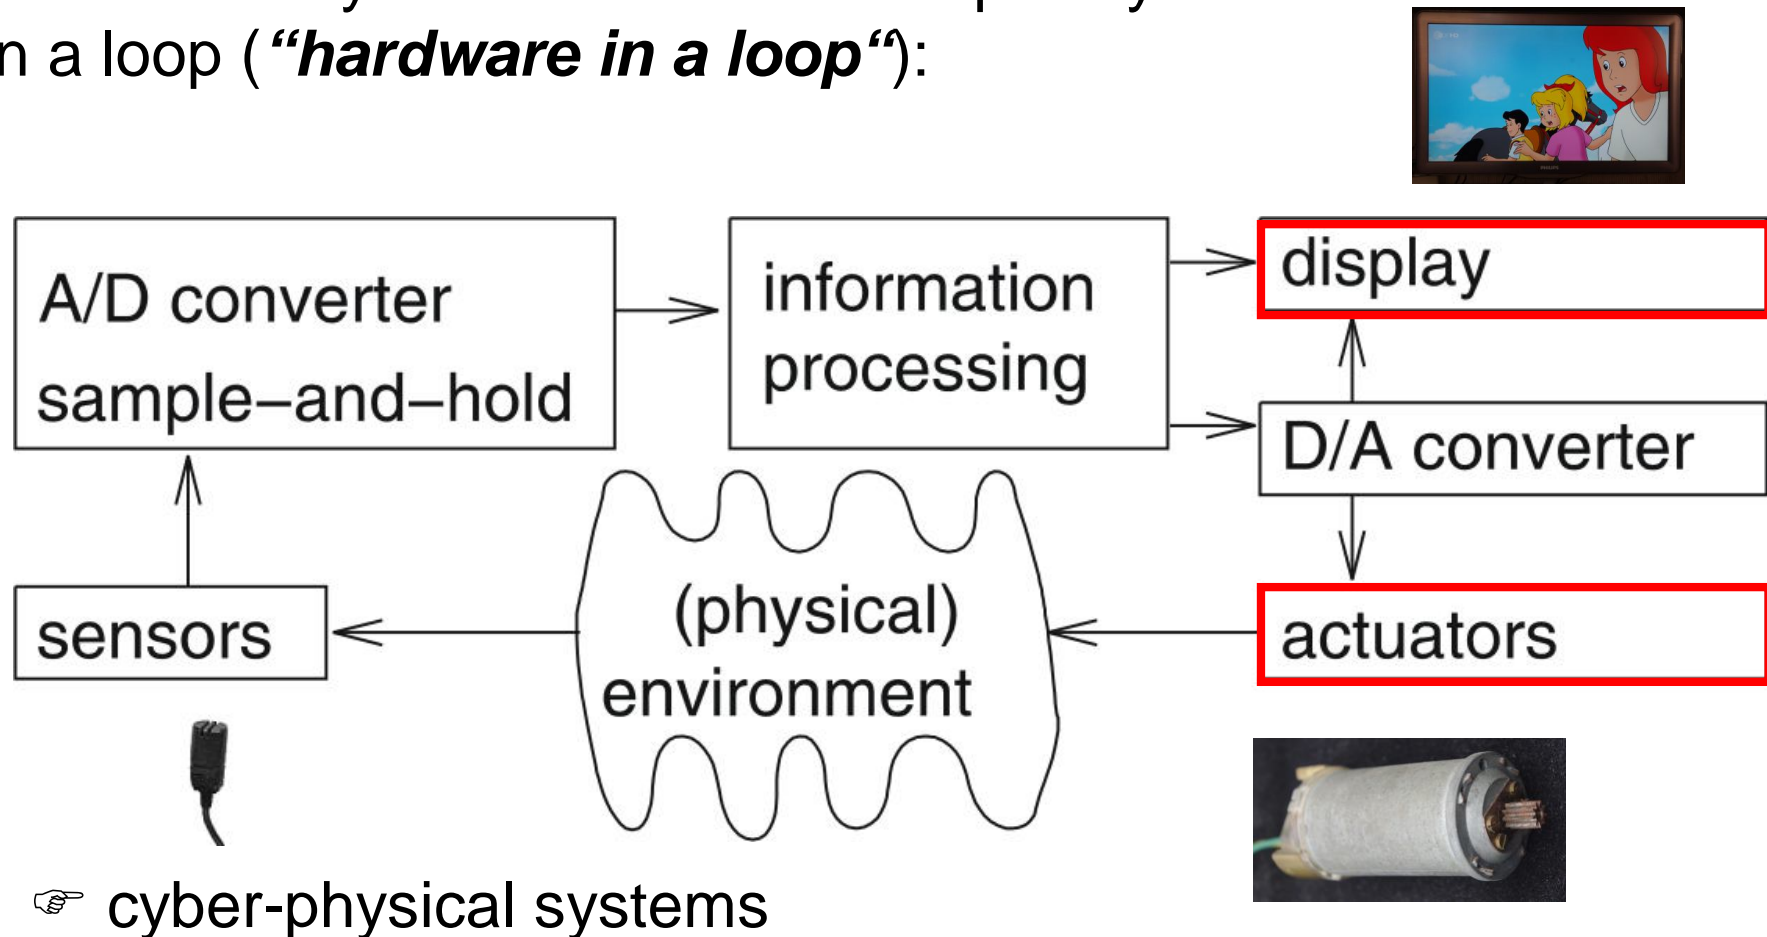 n a loop (“hardware in a loop“):
A/D converter
sample–and–hold
information
processing
display
D/A converter
sensors
(physical)
environment
actuators
PHILIPS
☞ cyber-physical systems